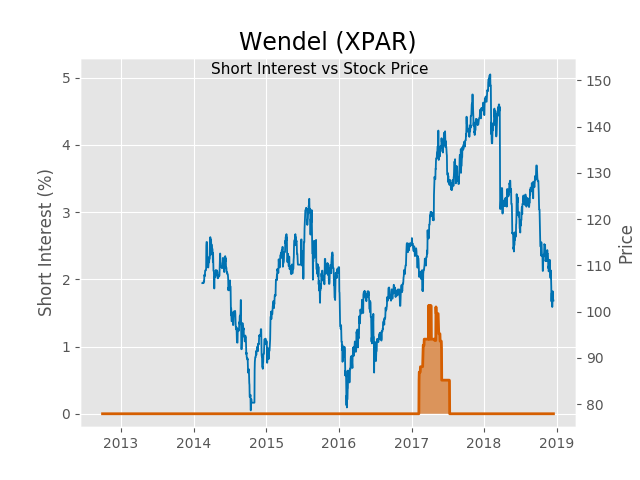 Wendel (XPAR)
Short Interest vs Stock Price
Short Interest (%)
5
4
3
2
1
0
150
140
130
120
110
100
90
80
Price
2013 2014 2015 2016 2017 2018 2019